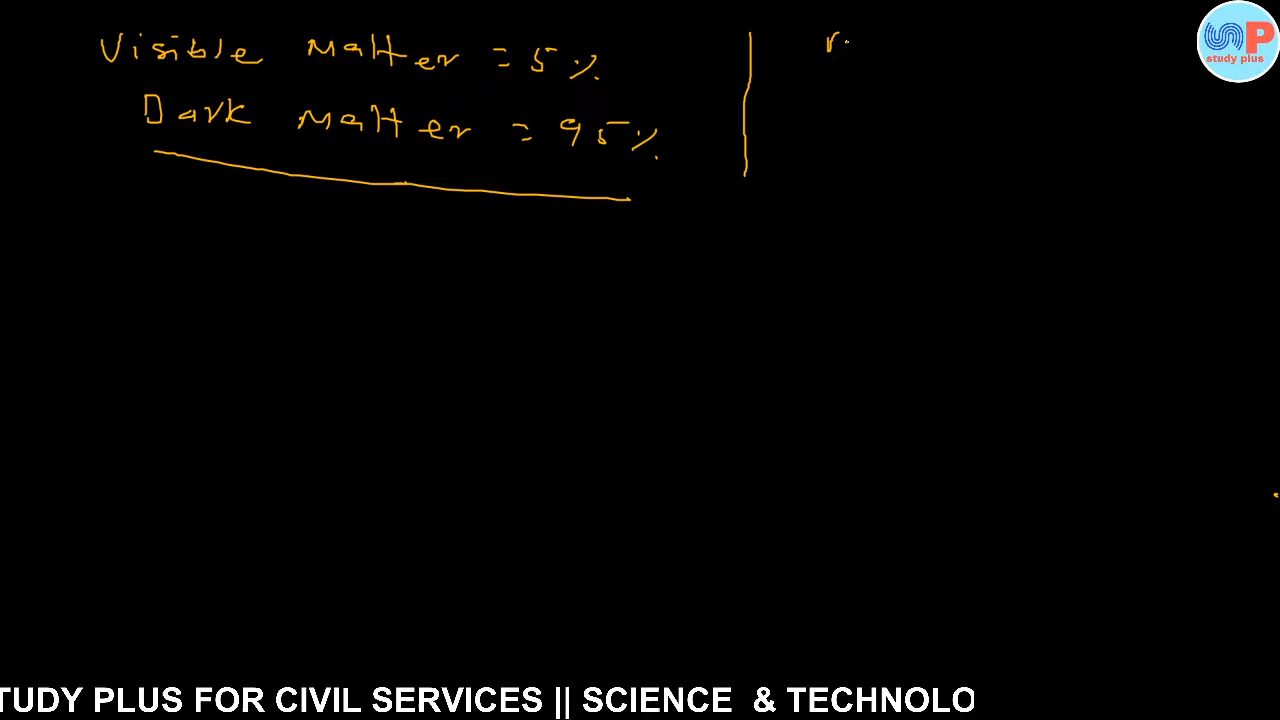 Visible matter = 5%
Dark matter = 95%
study plus
TUDY PLUS FOR CIVIL SERVICES || SCIENCE & TECHNOLO